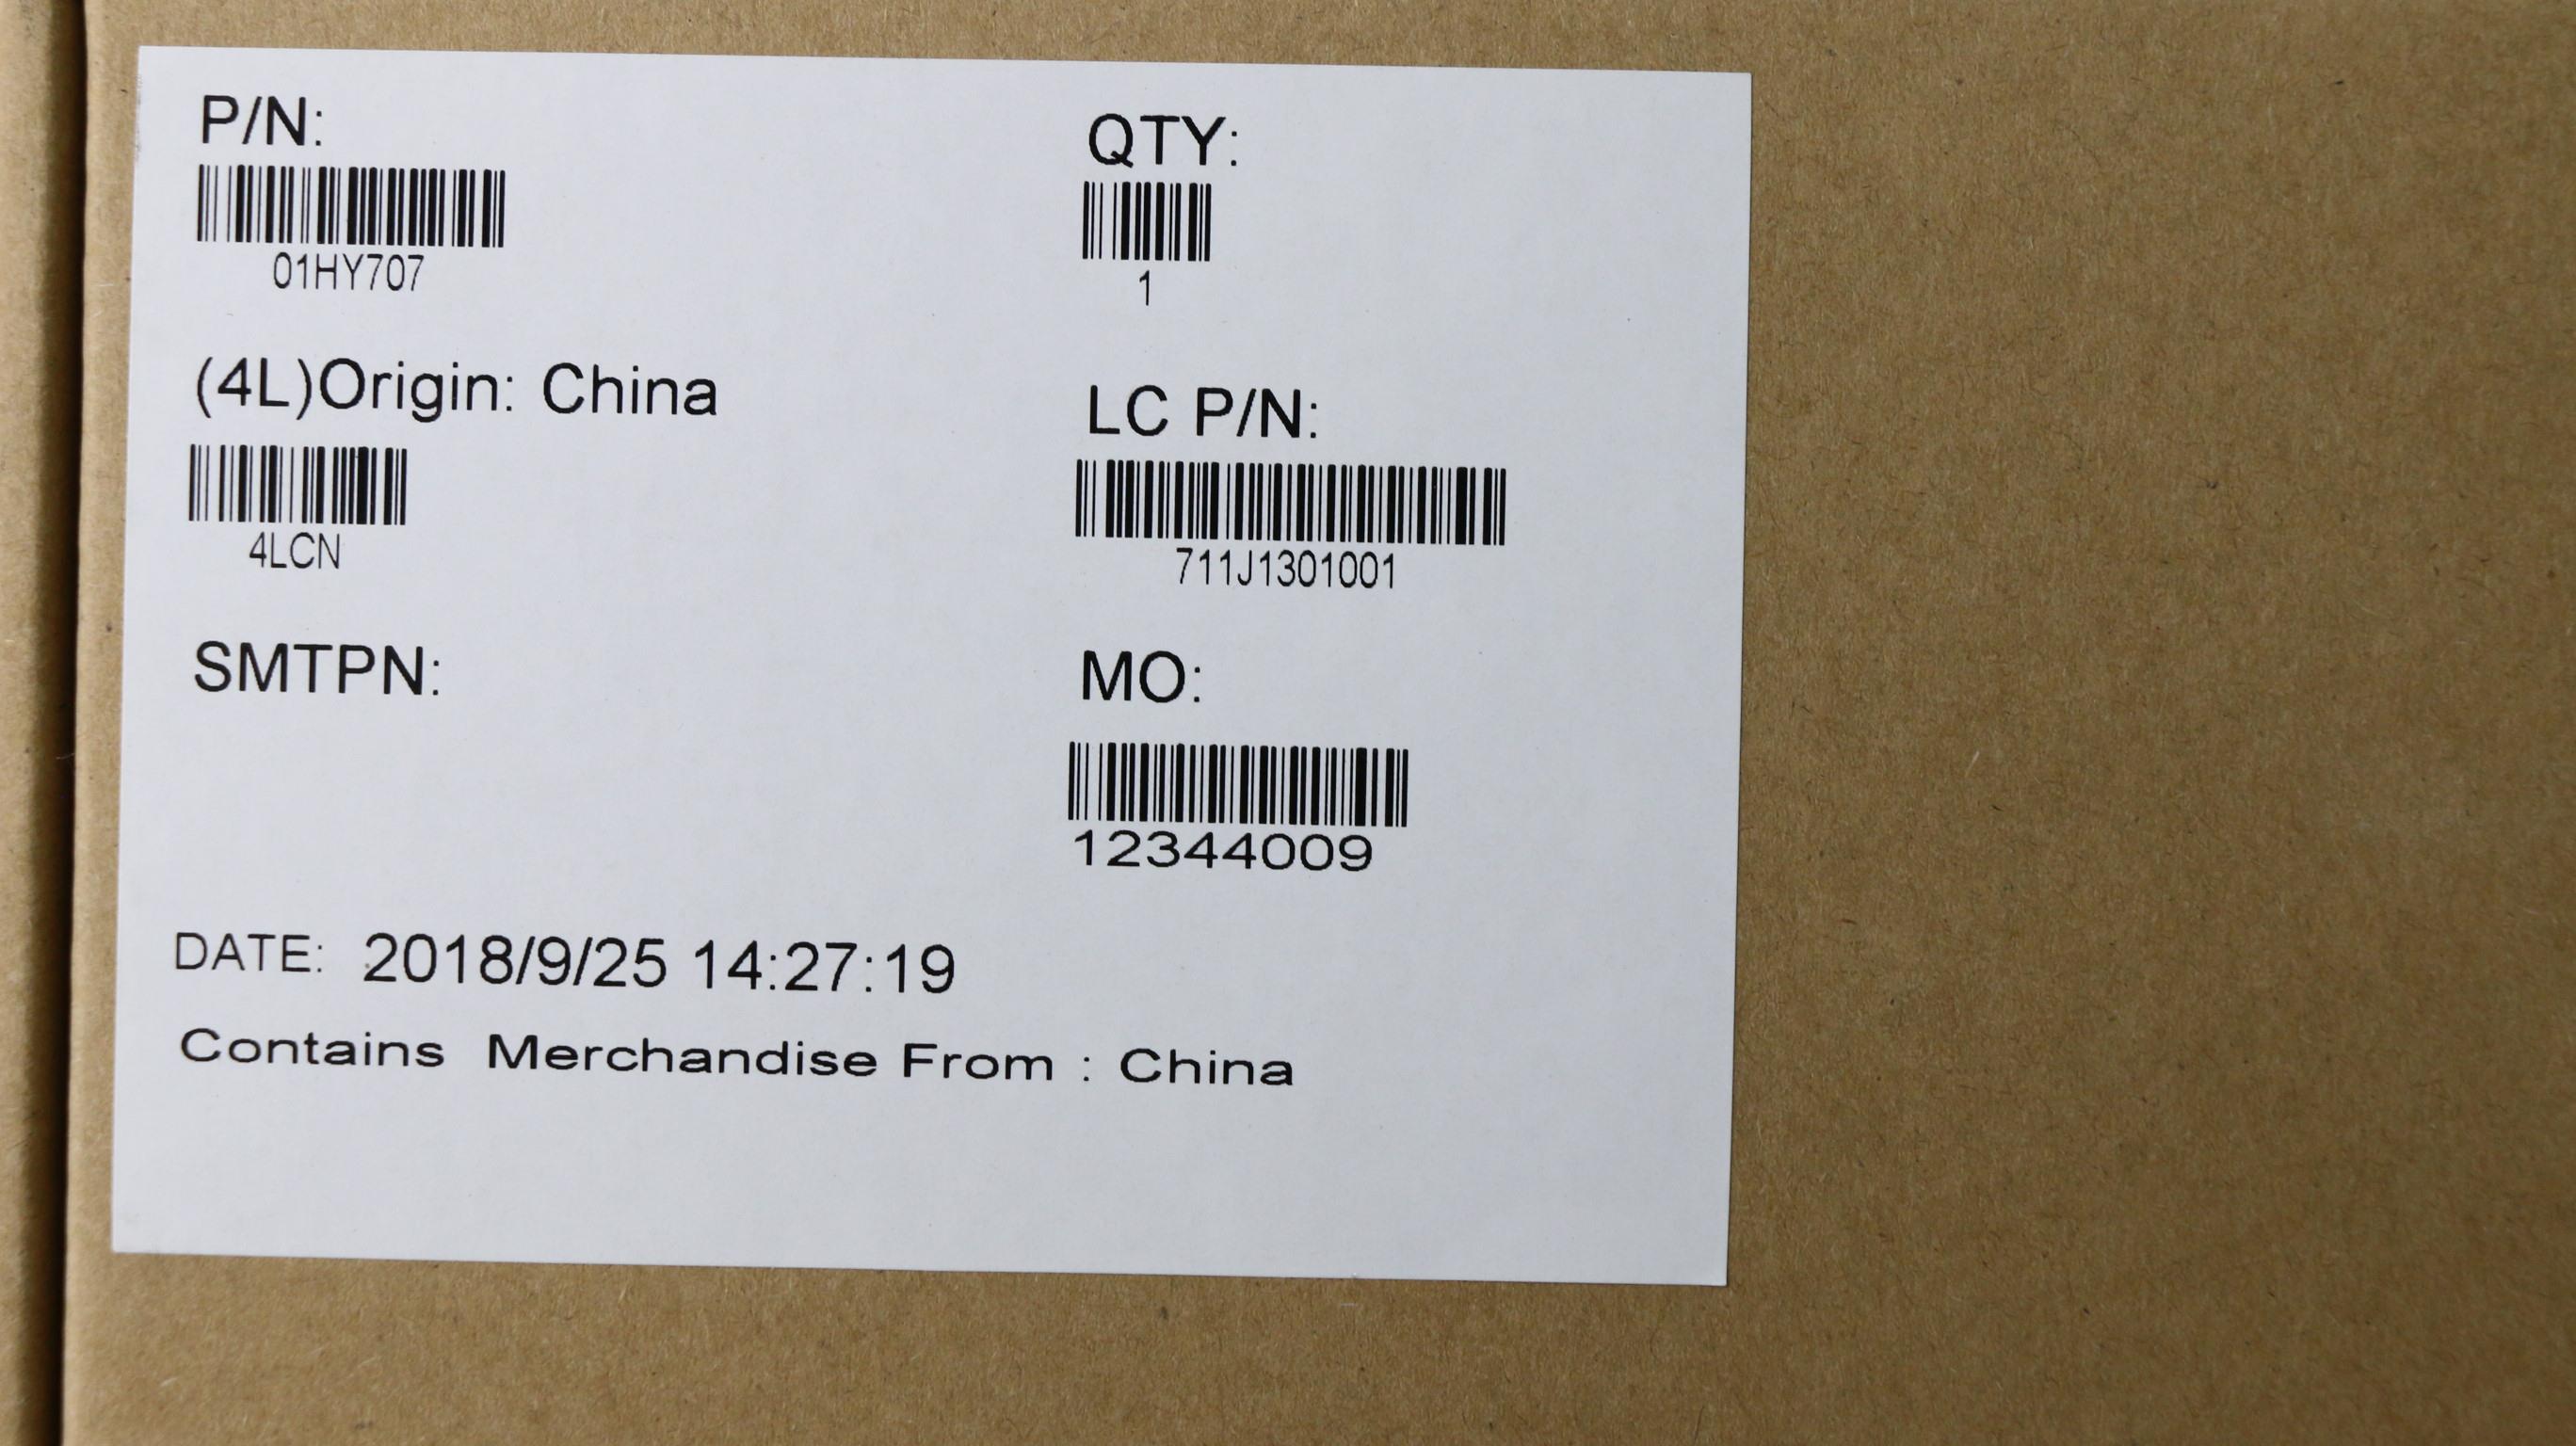 P/N:
01HY707
QTY:
1
(4L)Origin: China
4LCN
LC P/N:
711J1301001
SMTPN:
MO:
12344009
DATE: 2018/9/25 14:27:19
Contains Merchandise From : China